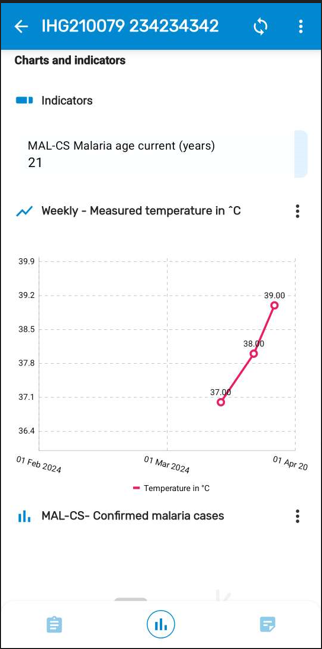 IHG210079 234234342
Charts and indicators
Indicators
MAL-CS Malaria age current (years)
21
Weekly - Measured temperature in ˆC
39.9
39.2
38.5
37.8
37.1
36.4
39.00
38.00
37.00
01 Feb 2024
01 Mar 2024
01 Apr 20
Temperature in ˆC
MAL-CS- Confirmed malaria cases